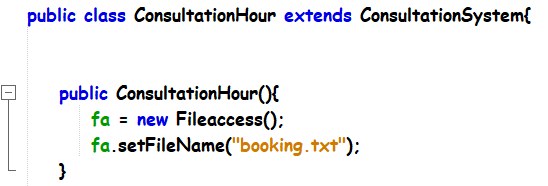 public class ConsultationHour extends ConsultationSystem{
public ConsultationHour(){
fa = new Fileaccess();
fa.setFileName("booking.txt");
}